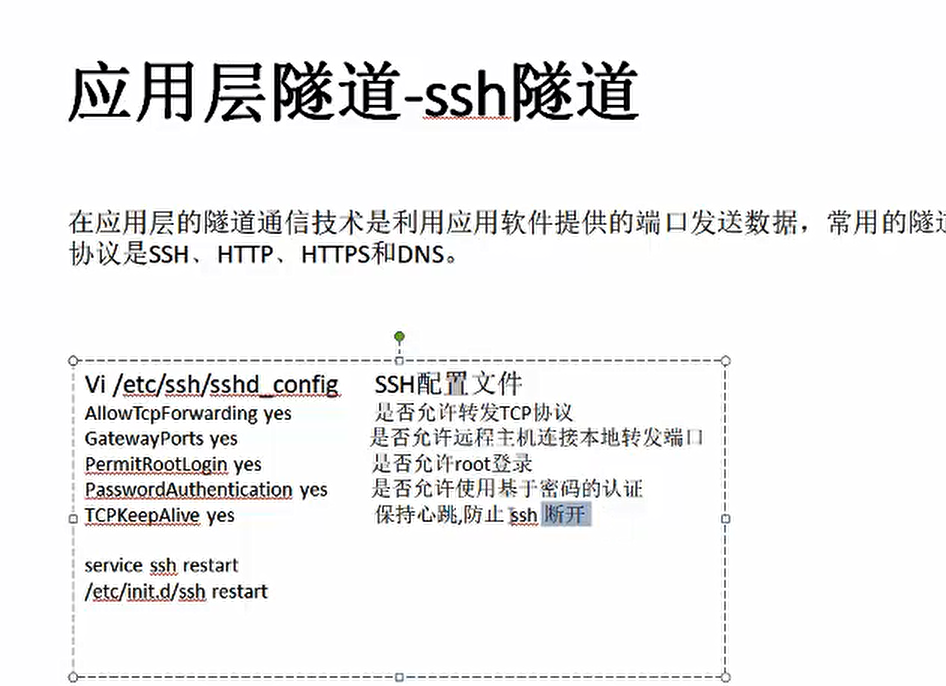 应用层隧道-ssh隧道
在应用层的隧道通信技术是利用应用软件提供的端口发送数据，常用的隧道
协议是SSH、HTTP、HTTPS和DNS。
Vi /etc/ssh/sshd_config SSH配置文件
AllowTcpForwarding yes 是否允许转发TCP协议
GatewayPorts yes 是否允许远程主机连接本地转发端口
PermitRootLogin yes 是否允许root登录
PasswordAuthentication yes 是否允许使用基于密码的认证
TCPKeepAlive yes 保持心跳,防止 ssh 断开
service ssh restart
/etc/init.d/ssh restart